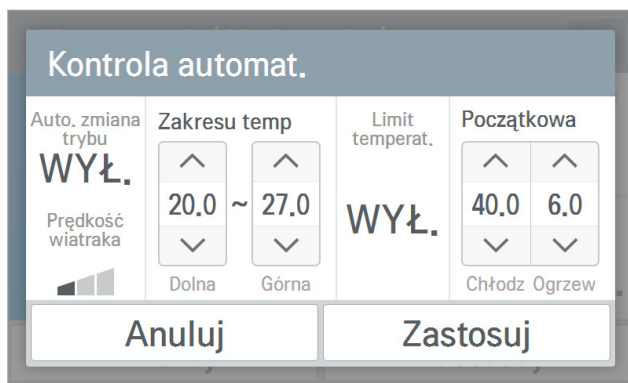 Kontrola automat.
Auto. zmiana
trybu
WYŁ.
Prędkość
wiatraka
Zakresu temp
20.0 ~ 27.0
Dolna Górna
Limit
temperat.
WYŁ.
Początkowa
40.0 6.0
Chłodz Ogrzew
Anuluj Zastosuj